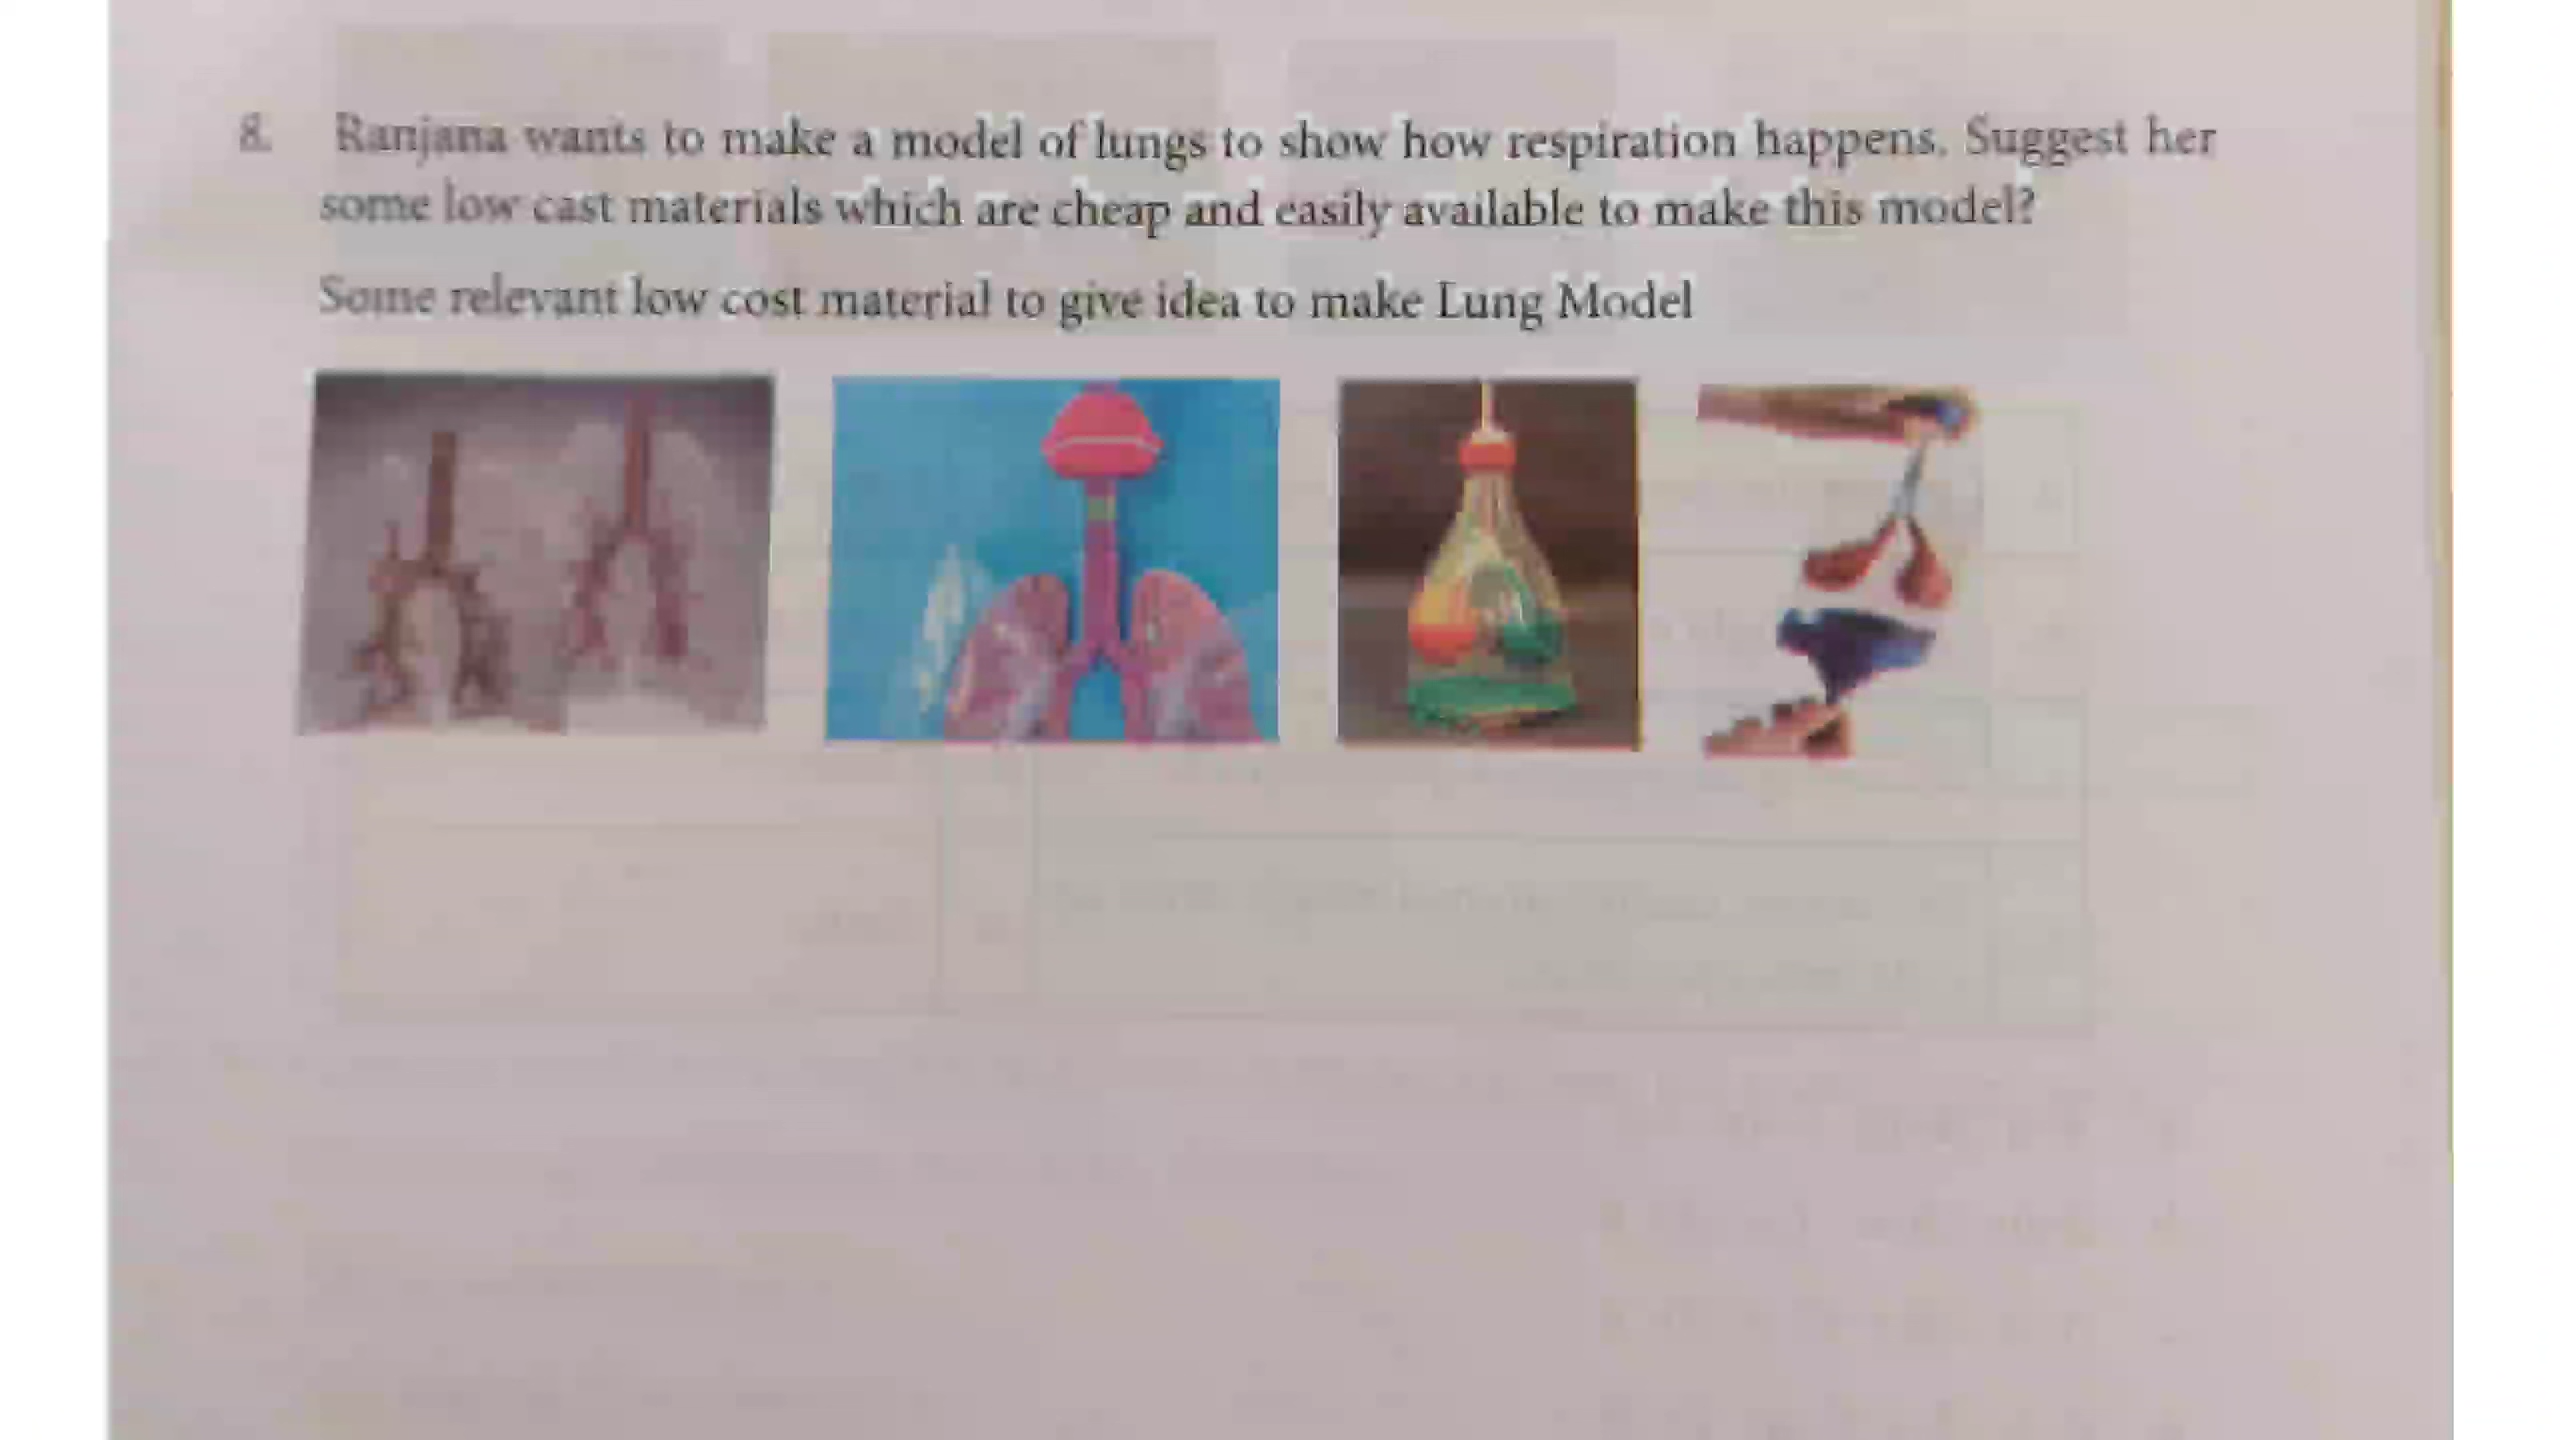 8. Ranjana wants to make a model of lungs to show how respiration happens. Suggest her
some low cast materials which are cheap and easily available to make this model?
Some relevant low cost material to give idea to make Lung Model